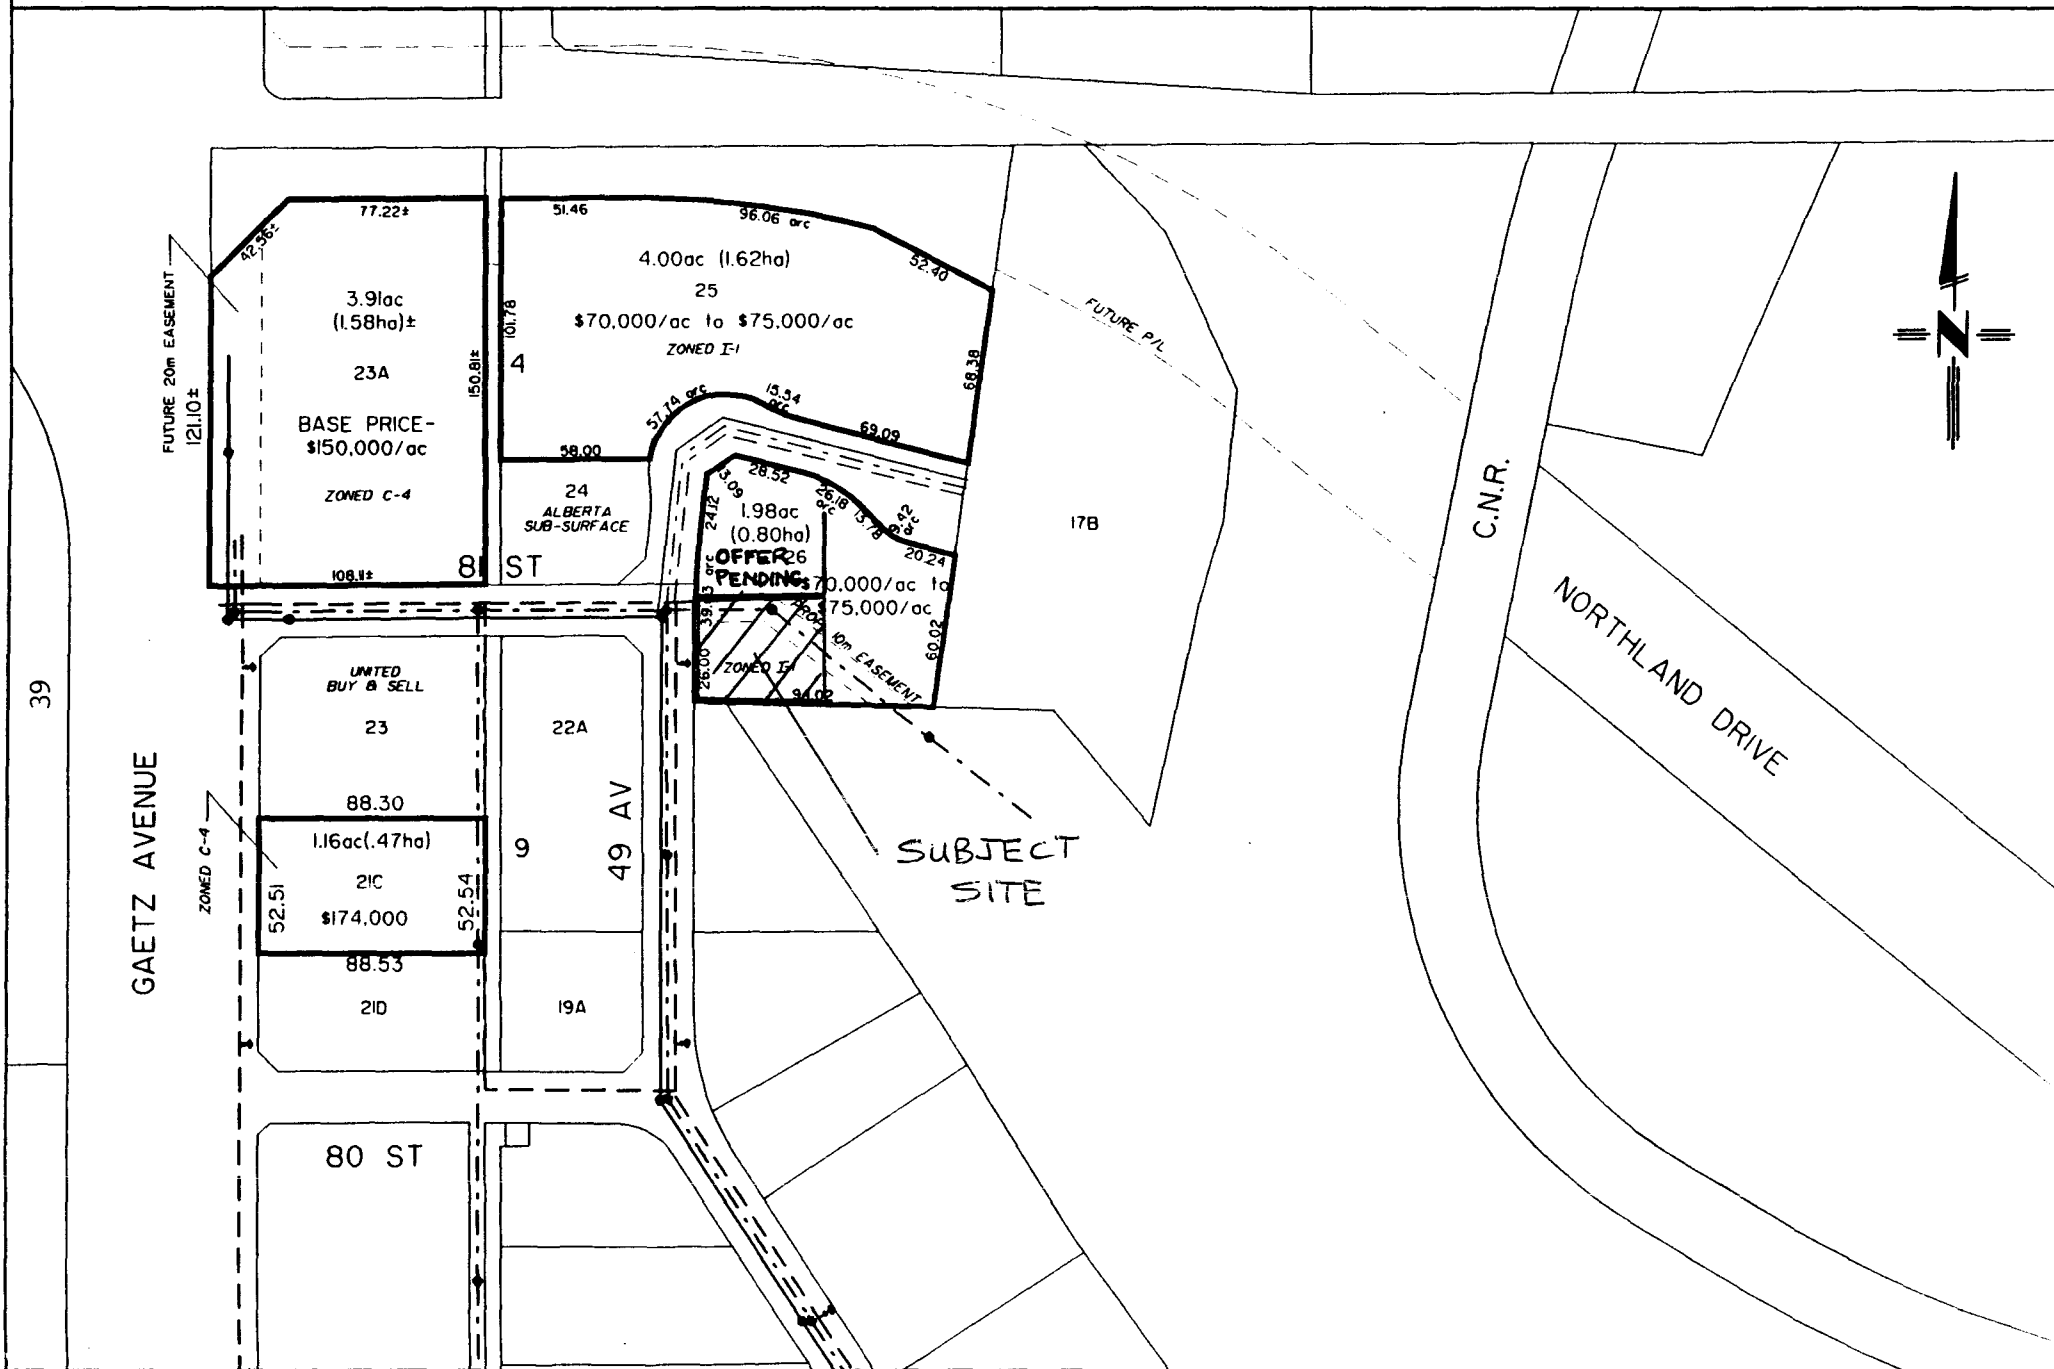 77.22±
42.56±
FUTURE 20m EASEMENT
121.10±
3.91ac
(1.58ha)±
23A
BASE PRICE-
$150,000/ac
ZONED C-4
150.81±
108.11±
51.46
96.06 arc
52.40
4.00ac (1.62ha)
25
$70,000/ac to $75,000/ac
ZONED I-1
101.78
4
68.38
57.74 arc
15.54
arc
69.09
58.00
24
ALBERTA
SUB-SURFACE
81 ST
3.09
28.52
26.18
arc
13.78
9.42
arc
20.24
24.12
1.98ac
(0.80ha)
OFFER 26
PENDING $70,000/ac to
$75,000/ac
arc
PROP. 10m EASEMENT
60.02
26.00
ZONED I-1
94.02
17B
FUTURE P/L
N
C.N.R.
NORTHLAND DRIVE
39
GAETZ AVENUE
UNITED
BUY & SELL
23
22A
49 AV
88.30
ZONED C-4
1.16ac(.47ha)
21C
$174,000
52.51
52.54
88.53
9
21D
19A
SUBJECT
SITE
80 ST